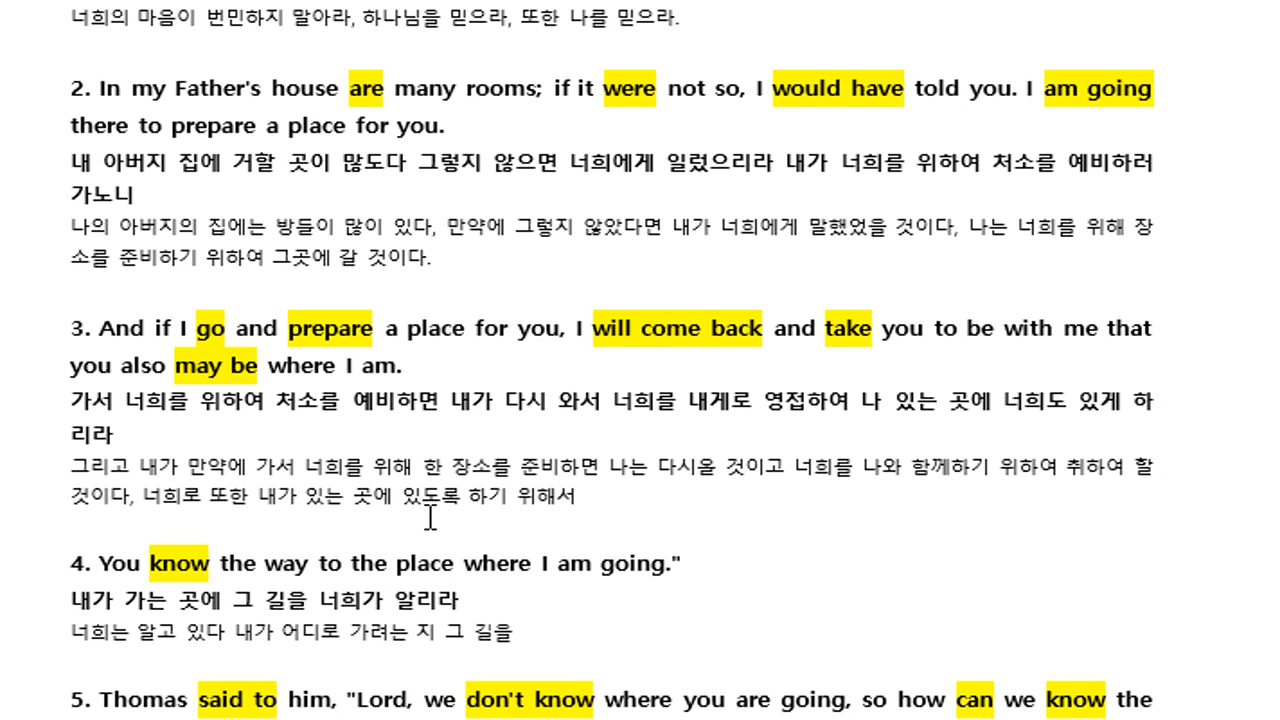 너희의 마음이 번민하지 말아라, 하나님을 믿으라, 또한 나를 믿으라.
2. In my Father's house are many rooms; if it were not so, I would have told you. I am going
there to prepare a place for you.
내 아버지 집에 거할 곳이 많도다 그렇지 않으면 너희에게 일렀으리라 내가 너희를 위하여 처소를 예비하러
가노니
나의 아버지의 집에는 방들이 많이 있다, 만약에 그렇지 않았다면 내가 너희에게 말했었을 것이다, 나는 너희를 위해 장
소를 준비하기 위하여 그곳에 갈 것이다.
3. And if I go and prepare a place for you, I will come back and take you to be with me that
you also may be where I am.
가서 너희를 위하여 처소를 예비하면 내가 다시 와서 너희를 내게로 영접하여 나 있는 곳에 너희도 있게 하
리라
그리고 내가 만약에 가서 너희를 위해 한 장소를 준비하면 나는 다시올 것이고 너희를 나와 함께하기 위하여 취하여 할
것이다, 너희로 또한 내가 있는 곳에 있도록 하기 위해서
4. You know the way to the place where I am going."
내가 가는 곳에 그 길을 너희가 알리라
너희는 알고 있다 내가 어디로 가려는 지 그 길을
5. Thomas said to him, "Lord, we don't know where you are going, so how can we know the